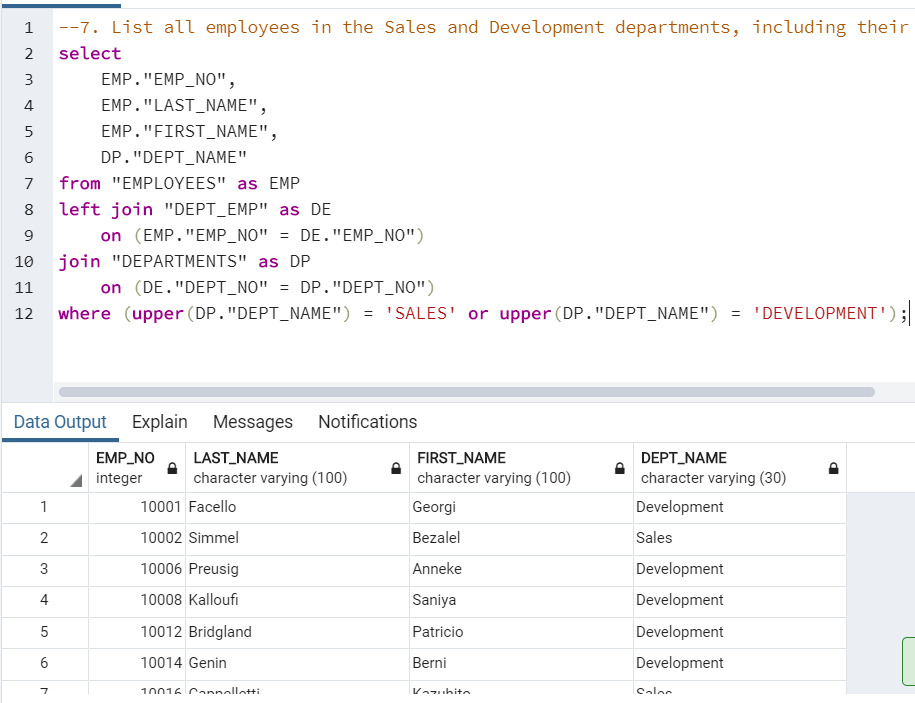 1 --7. List all employees in the Sales and Development departments, including their
2 select
3 EMP."EMP_NO",
4 EMP."LAST_NAME",
5 EMP."FIRST_NAME",
6 DP."DEPT_NAME"
7 from "EMPLOYEES" as EMP
8 left join "DEPT_EMP" as DE
9 on (EMP."EMP_NO" = DE."EMP_NO")
10 join "DEPARTMENTS" as DP
11 on (DE."DEPT_NO" = DP."DEPT_NO")
12 where (upper(DP."DEPT_NAME") = 'SALES' or upper(DP."DEPT_NAME") = 'DEVELOPMENT');
Data Output Explain Messages Notifications
EMP_NO LAST_NAME FIRST_NAME DEPT_NAME
integer character varying (100) character varying (100) character varying (30)
1 10001 Facello Georgi Development
2 10002 Simmel Bezalel Sales
3 10006 Preusig Anneke Development
4 10008 Kalloufi Saniya Development
5 10012 Bridgland Patricio Development
6 10014 Genin Berni Development
7 10016 Cappelletti Kazuhito Sales